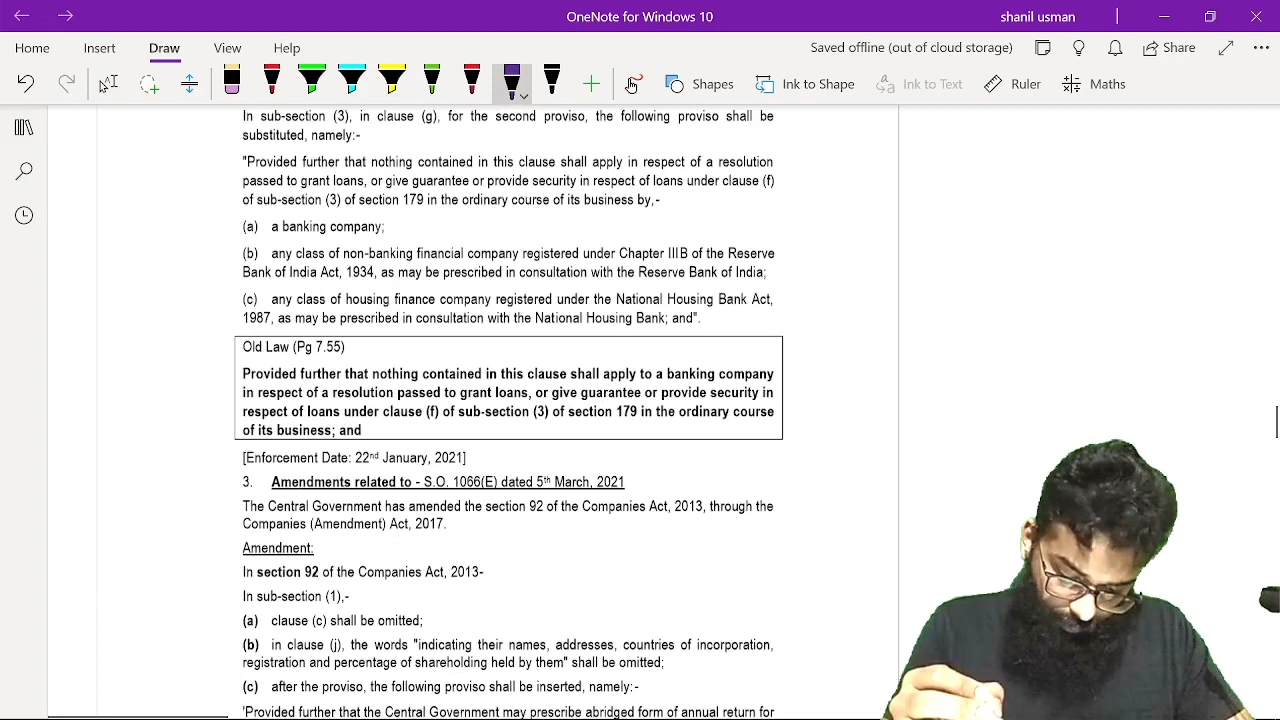 OneNote for Windows 10
shanil usman
Home Insert Draw View Help
Saved offline (out of cloud storage) Share
Shapes Ink to Shape Ink to Text Ruler Maths
In sub-section (3), in clause (g), for the second proviso, the following proviso shall be
substituted, namely:-
"Provided further that nothing contained in this clause shall apply in respect of a resolution
passed to grant loans, or give guarantee or provide security in respect of loans under clause (f)
of sub-section (3) of section 179 in the ordinary course of its business by,-
(a) a banking company;
(b) any class of non-banking financial company registered under Chapter IIIB of the Reserve
Bank of India Act, 1934, as may be prescribed in consultation with the Reserve Bank of India;
(c) any class of housing finance company registered under the National Housing Bank Act,
1987, as may be prescribed in consultation with the National Housing Bank; and".
Old Law (Pg 7.55)
Provided further that nothing contained in this clause shall apply to a banking company
in respect of a resolution passed to grant loans, or give guarantee or provide security in
respect of loans under clause (f) of sub-section (3) of section 179 in the ordinary course
of its business; and
[Enforcement Date: 22nd January, 2021]
3. Amendments related to - S.O. 1066(E) dated 5th March, 2021
The Central Government has amended the section 92 of the Companies Act, 2013, through the
Companies (Amendment) Act, 2017.
Amendment:
In section 92 of the Companies Act, 2013-
In sub-section (1),-
(a) clause (c) shall be omitted;
(b) in clause (j), the words "indicating their names, addresses, countries of incorporation,
registration and percentage of shareholding held by them" shall be omitted;
(c) after the proviso, the following proviso shall be inserted, namely:-
'Provided further that the Central Government may prescribe abridged form of annual return for